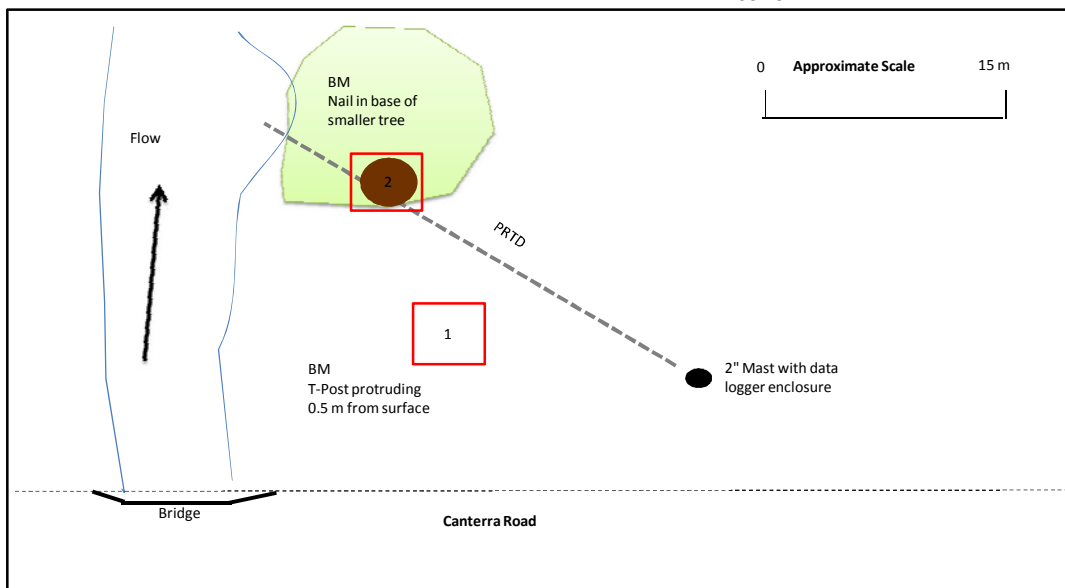 0 Approximate Scale 15 m
BM
Nail in base of
smaller tree
Flow
2
PRTD
1
BM
T-Post protruding
0.5 m from surface
2" Mast with data
logger enclosure
Bridge
Canterra Road